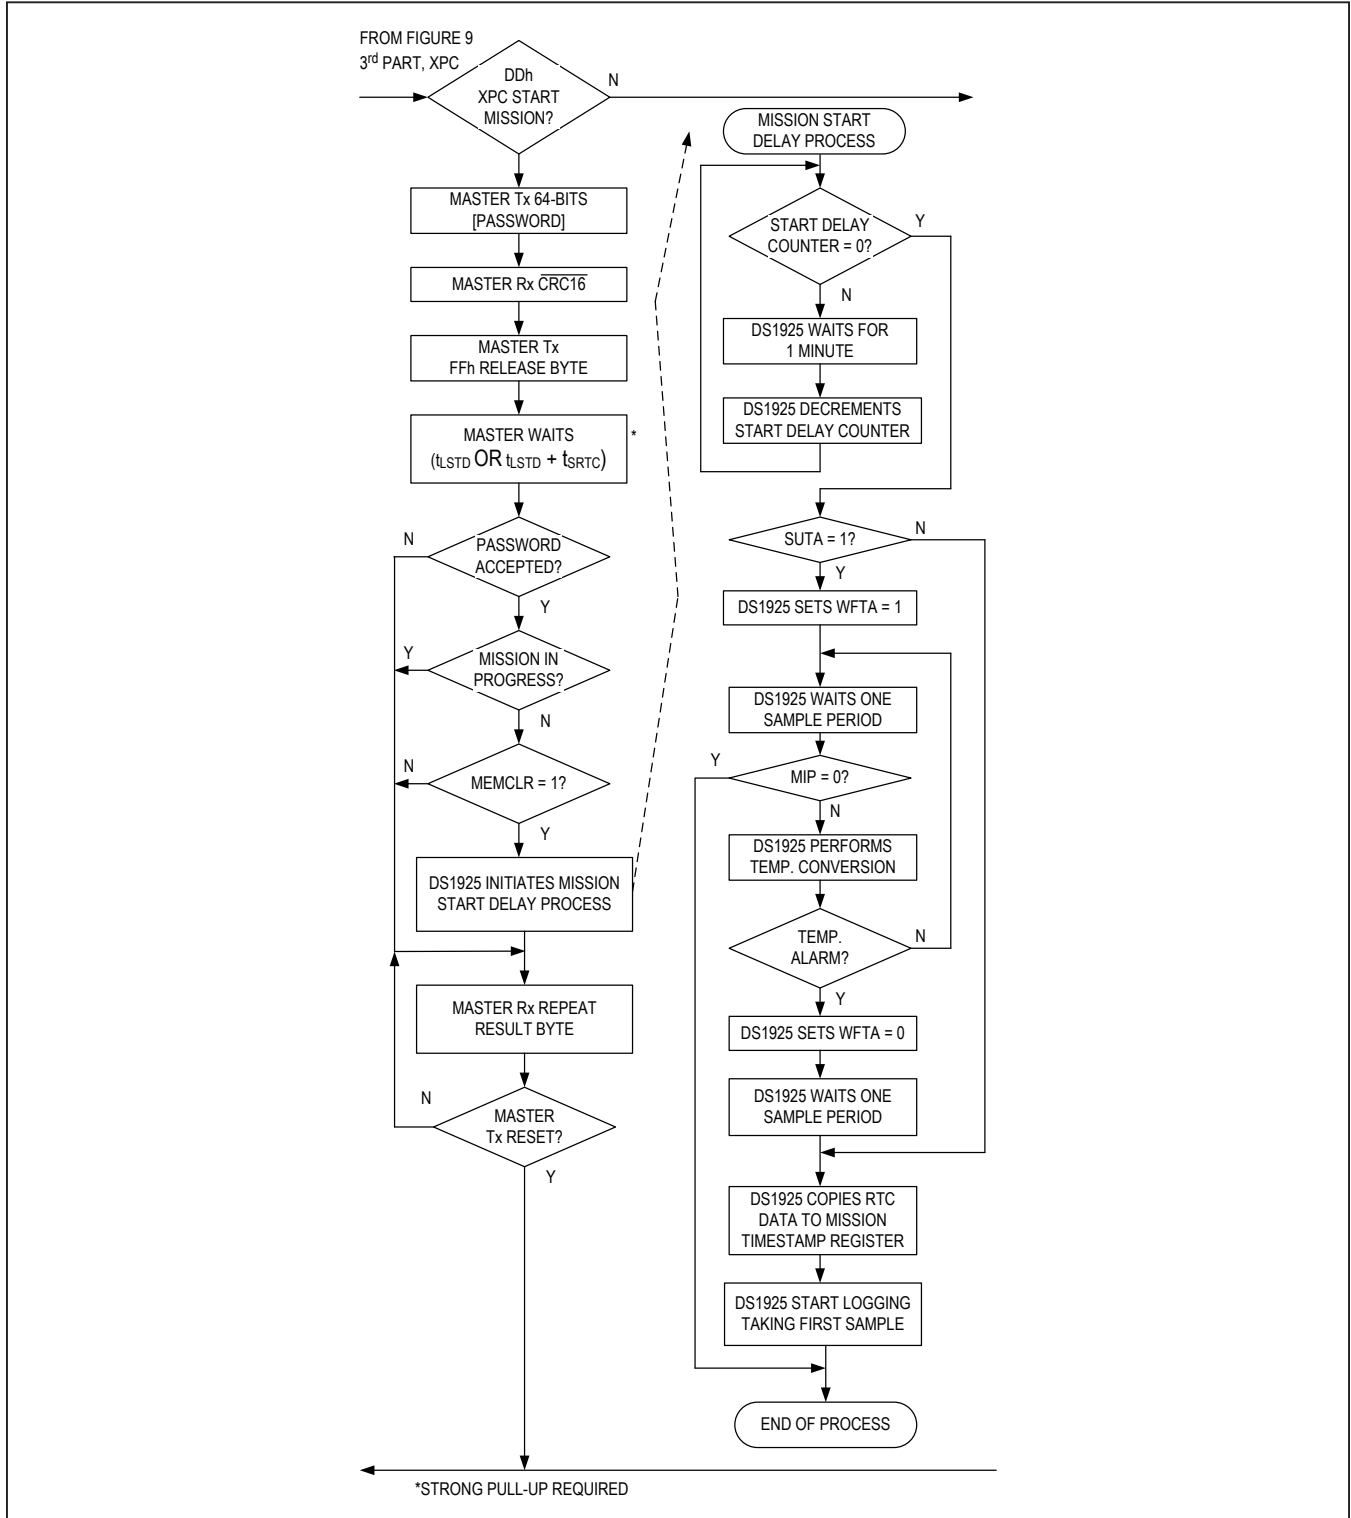 FROM FIGURE 9
3rd PART, XPC
DDh
XPC START
MISSION?
N
MASTER Tx 64-BITS
[PASSWORD]
MASTER Rx CRC16
MASTER Tx
FFh RELEASE BYTE
MASTER WAITS
(tLSTD OR tLSTD + tSRTC)
*
PASSWORD
ACCEPTED?
N
Y
MISSION IN
PROGRESS?
Y
N
MEMCLR = 1?
N
Y
DS1925 INITIATES MISSION
START DELAY PROCESS
MASTER Rx REPEAT
RESULT BYTE
MASTER
Tx RESET?
N
Y
MISSION START
DELAY PROCESS
START DELAY
COUNTER = 0?
Y
N
DS1925 WAITS FOR
1 MINUTE
DS1925 DECREMENTS
START DELAY COUNTER
SUTA = 1?
N
Y
DS1925 SETS WFTA = 1
DS1925 WAITS ONE
SAMPLE PERIOD
MIP = 0?
Y
N
DS1925 PERFORMS
TEMP. CONVERSION
TEMP.
ALARM?
N
Y
DS1925 SETS WFTA = 0
DS1925 WAITS ONE
SAMPLE PERIOD
DS1925 COPIES RTC
DATA TO MISSION
TIMESTAMP REGISTER
DS1925 START LOGGING
TAKING FIRST SAMPLE
END OF PROCESS
*STRONG PULL-UP REQUIRED